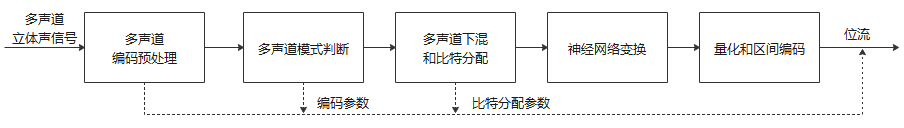 多声道
立体声信号
多声道
编码预处理
多声道模式判断
多声道下混
和比特分配
神经网络变换
量化和区间编码
位流
编码参数
比特分配参数